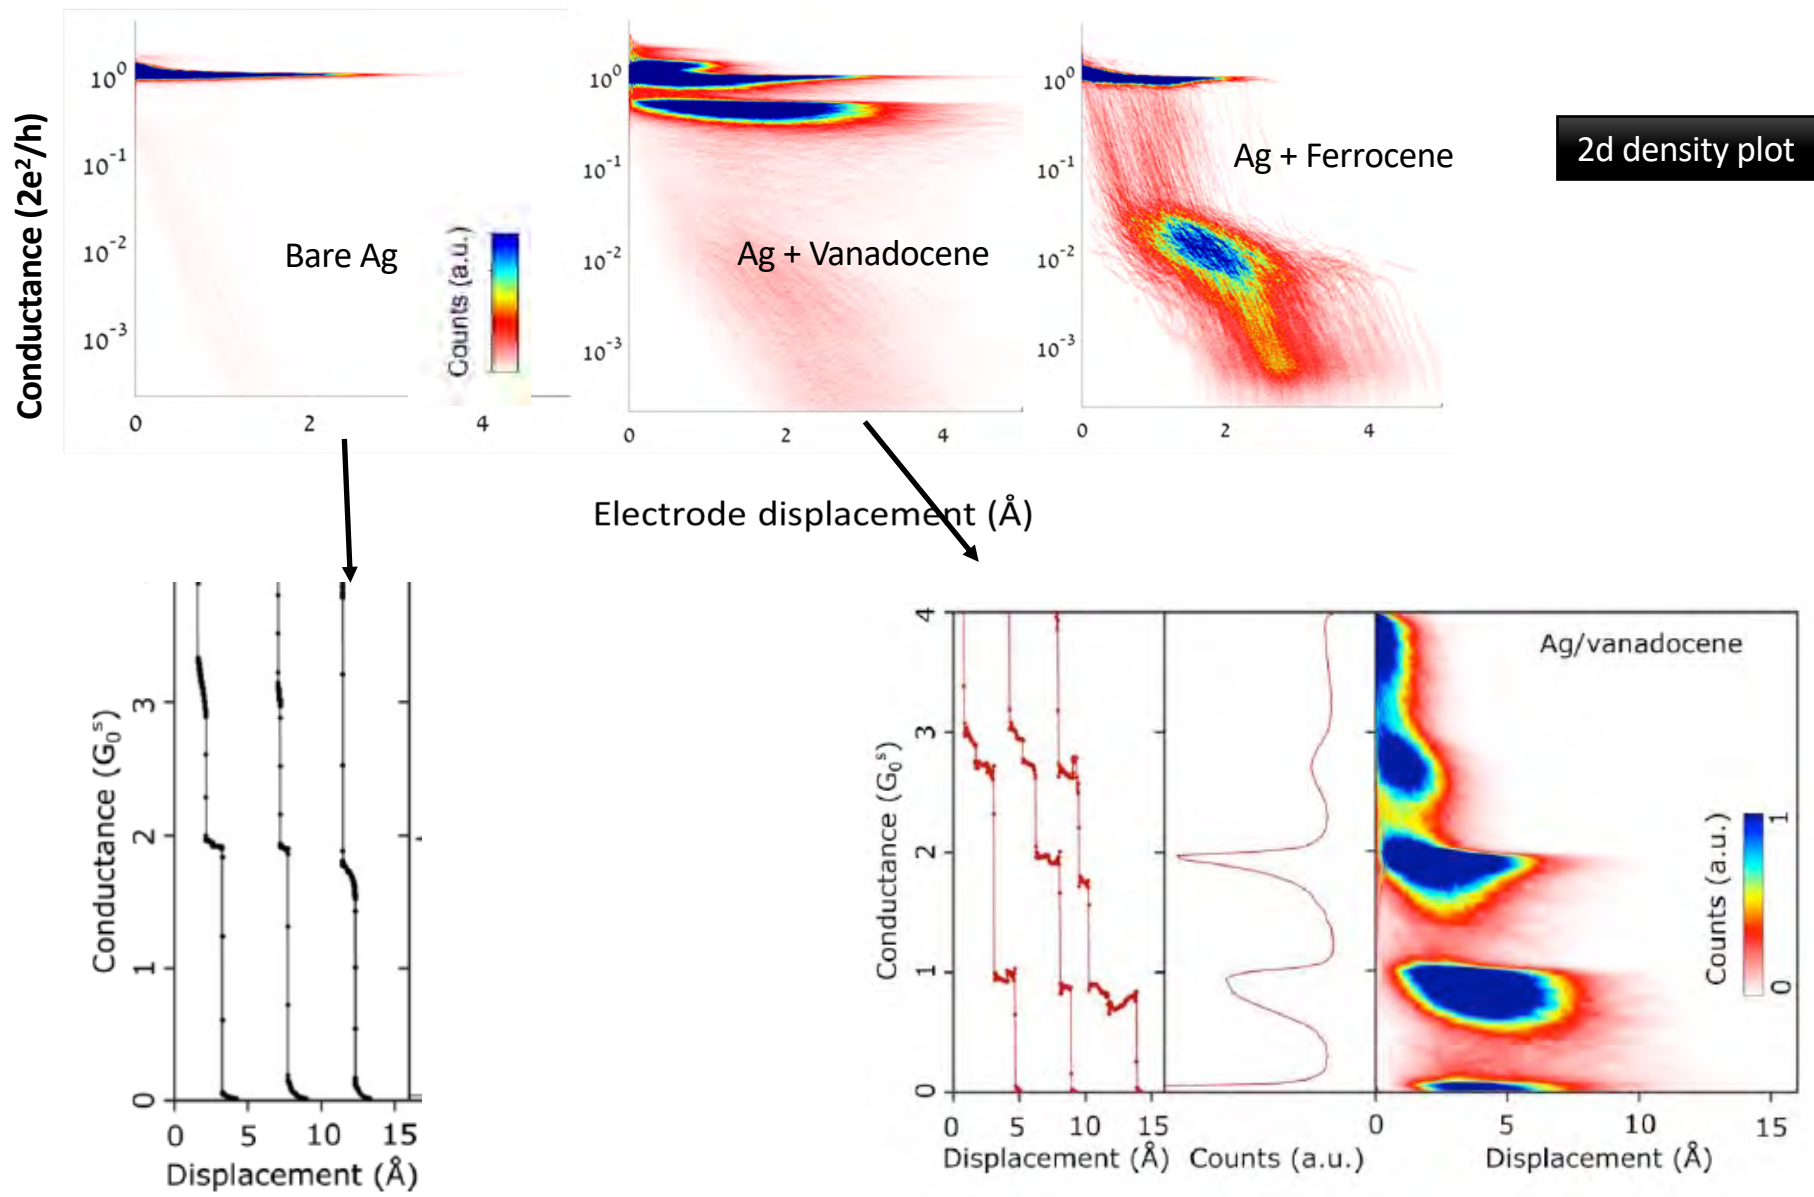 Conductance (2e²/h)
10⁰
10⁻¹
10⁻²
10⁻³
0
2
4
Bare Ag
Counts (a.u.)
10⁰
10⁻¹
10⁻²
10⁻³
0
2
4
Ag + Vanadocene
10⁰
10⁻¹
10⁻²
10⁻³
0
2
4
Ag + Ferrocene
2d density plot
Electrode displacement (Å)
Conductance (G₀ˢ)
3
2
1
0
0 5 10 15
Displacement (Å)
Conductance (G₀ˢ)
4
3
2
1
0
0 5 10 15
Displacement (Å)
Counts (a.u.)
Ag/vanadocene
Counts (a.u.)
1
0
0 5 10 15
Displacement (Å)